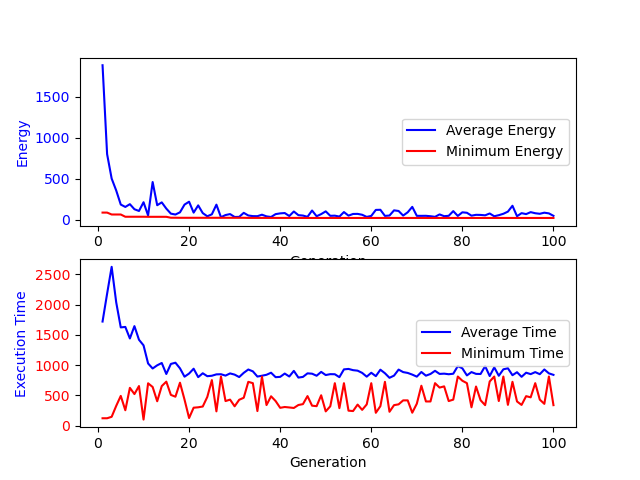 Energy
1500
1000
500
0
Average Energy
Minimum Energy
0 20 40 60 80 100
Generation
Execution Time
2500
2000
1500
1000
500
0
Average Time
Minimum Time
0 20 40 60 80 100
Generation